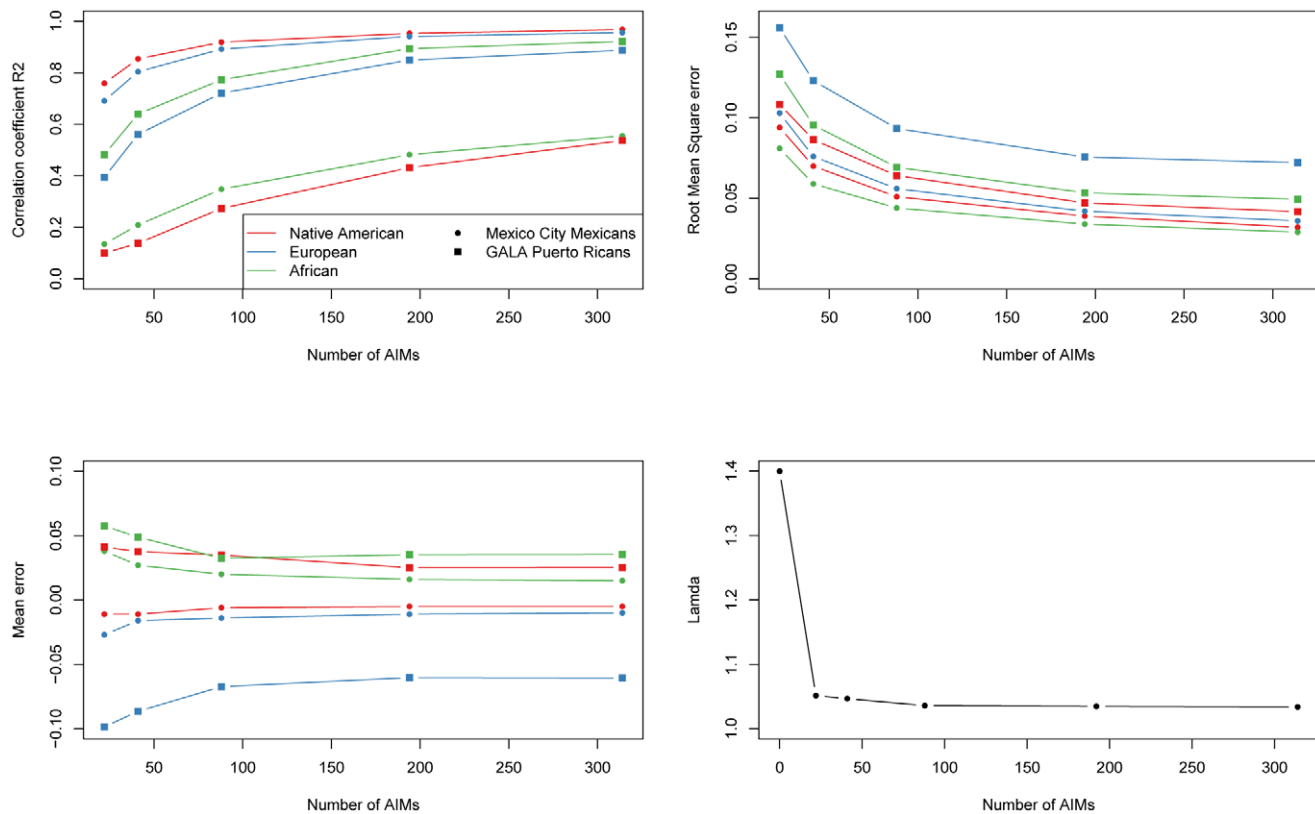 Correlation coefficient R2
1.0
0.8
0.6
0.4
0.2
0.0
Native American
European
African
Mexico City Mexicans
GALA Puerto Ricans
50 100 150 200 250 300
Number of AIMs
Root Mean Square error
0.15
0.10
0.05
0.00
50 100 150 200 250 300
Number of AIMs
Mean error
0.10
0.05
0.00
−0.05
−0.10
50 100 150 200 250 300
Number of AIMs
Lamda
1.4
1.3
1.2
1.1
1.0
0 50 100 150 200 250 300
Number of AIMs